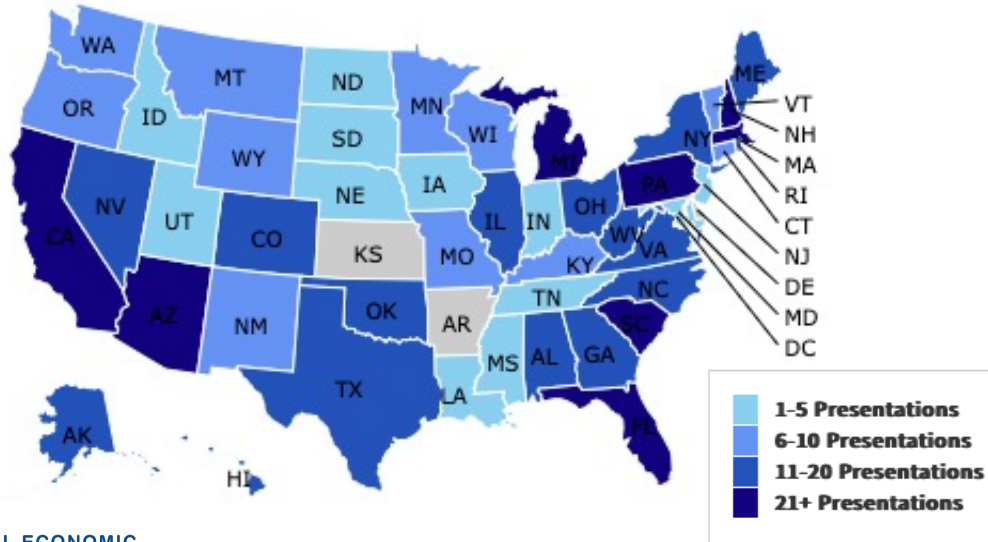 WA
MT
ND
MN
ME
OR
ID
SD
WI
MI
NY
VT
NH
MA
RI
CT
NJ
DE
MD
DC
WY
NE
IA
NV
UT
CO
KS
MO
IL
IN
OH
PA
WV
VA
KY
CA
AZ
NM
OK
AR
TN
NC
SC
TX
LA
MS
AL
GA
FL
AK
HI
1-5 Presentations
6-10 Presentations
11-20 Presentations
21+ Presentations